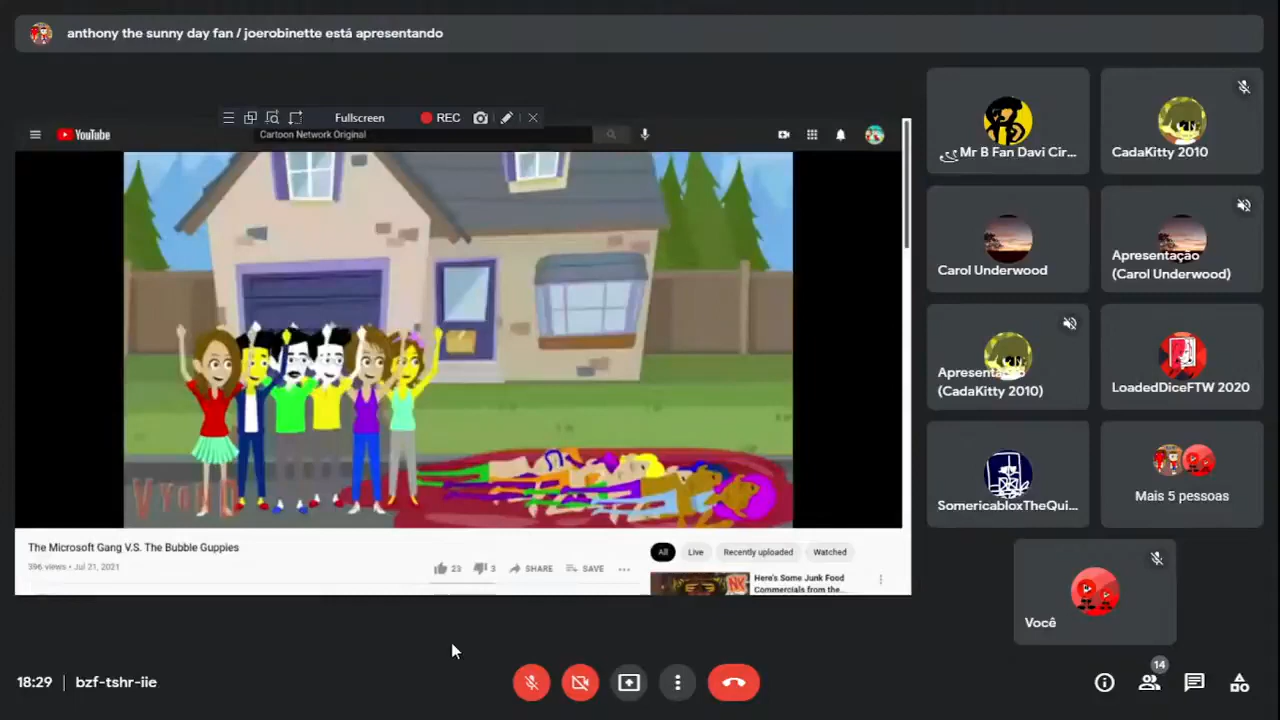 anthony the sunny day fan / joerobinette está apresentando
Fullscreen
REC
YouTube
Cartoon Network Original
VYOND
The Microsoft Gang V.S. The Bubble Guppies
396 views • Jul 21, 2021
23
3
SHARE
SAVE
All
Live
Recently uploaded
Watched
Here's Some Junk Food
Commercials from the...
Mr B Fan Davi Cir...
CadaKitty 2010
Carol Underwood
Apresentação
(Carol Underwood)
Apresentação
(CadaKitty 2010)
LoadedDiceFTW 2020
SomericabloxTheQui...
Mais 5 pessoas
Você
18:29 | bzf-tshr-iie
14